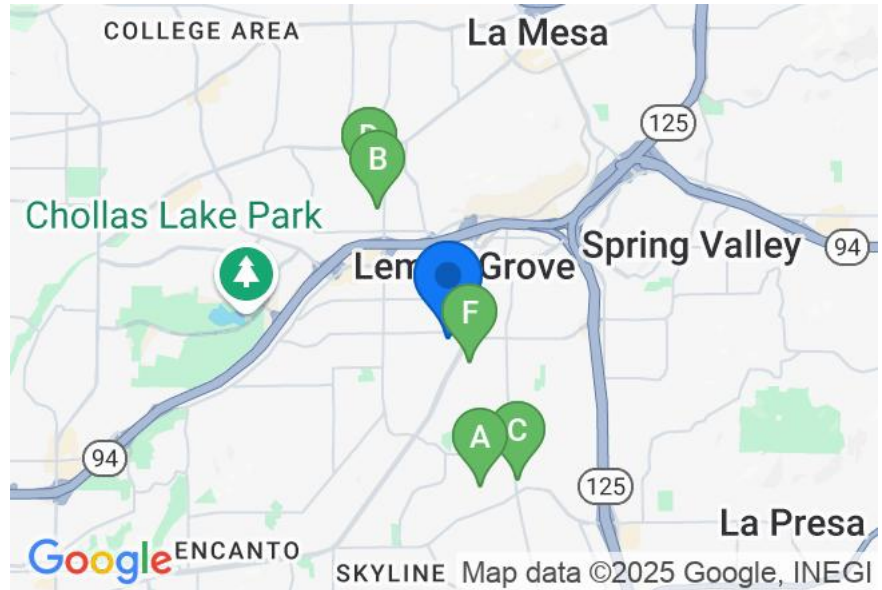 COLLEGE AREA
La Mesa
125
B
Chollas Lake Park
Spring Valley
94
Grove
F
A
C
94
125
La Presa
Google
ENCANTO
SKYLINE
Map data ©2025 Google, INEGI